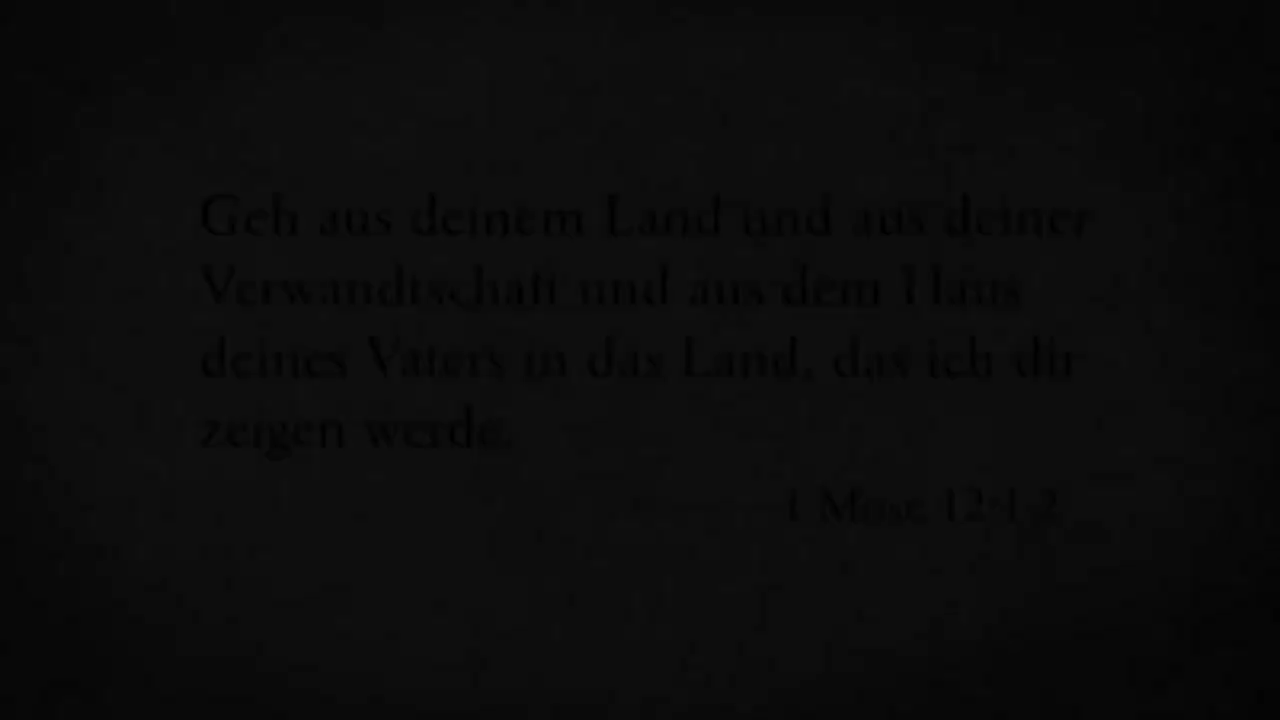 Geh aus deinem Land und aus deiner
Verwandtschaft und aus dem Haus
deines Vaters in das Land, das ich dir
zeigen werde.
1 Mose 12:1,2